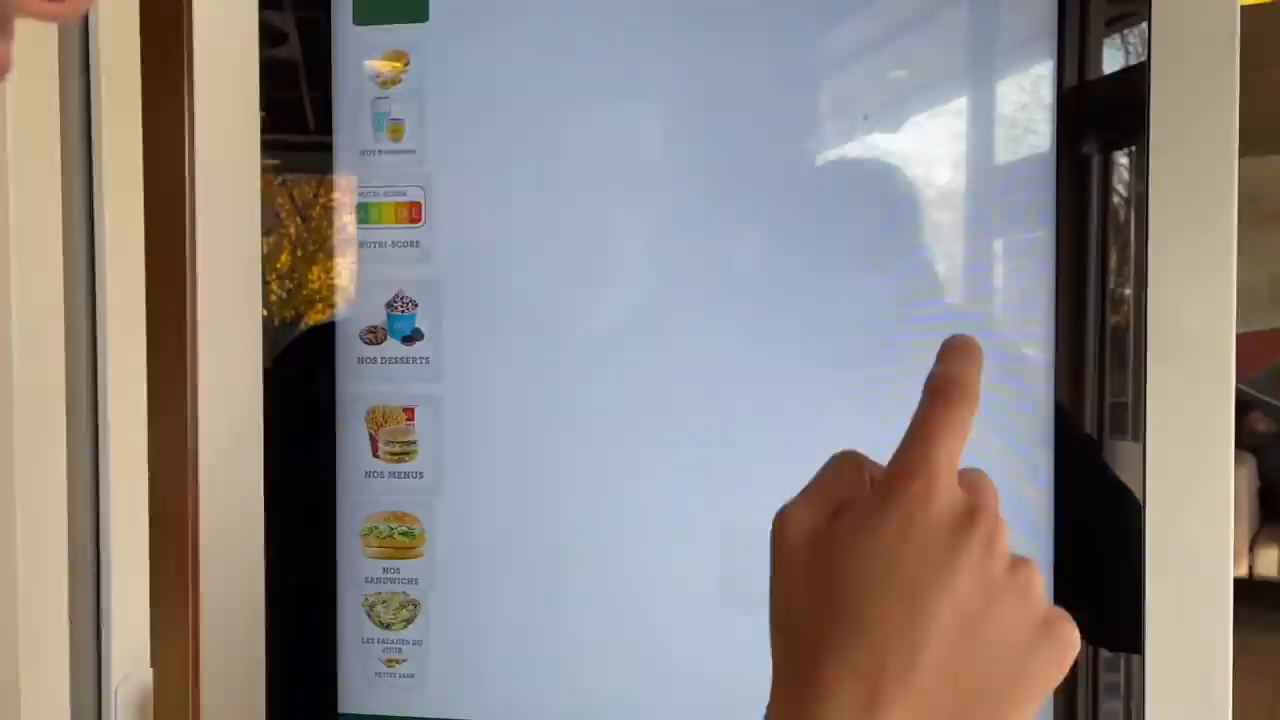 NUTRI-SCORE
NUTRI-SCORE
NOS DESSERTS
NOS MENUS
NOS
SANDWICHS
LES SALADES DU
JOUR